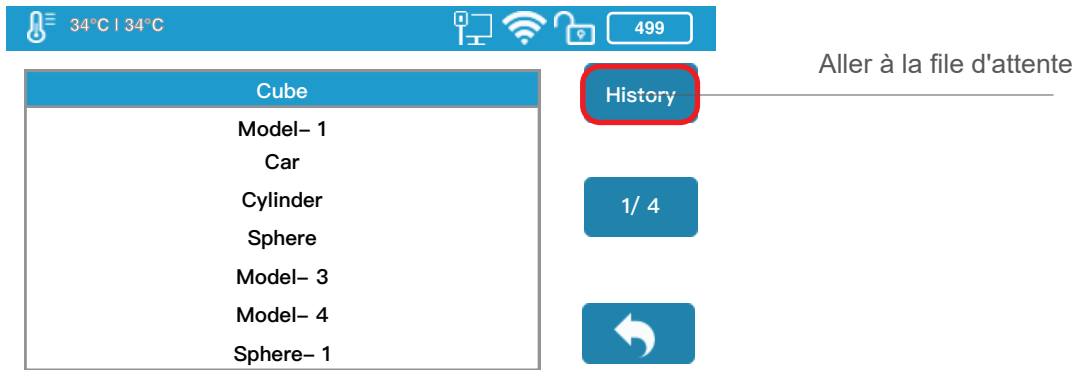 34°C | 34°C
499
Cube
Model– 1
Car
Cylinder
Sphere
Model– 3
Model– 4
Sphere– 1
History
1/ 4
Aller à la file d'attente